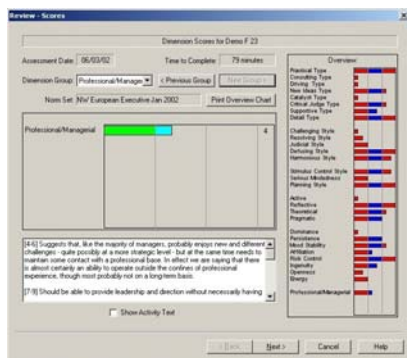 Review - Scores
Dimension Scores for Demo F 23
Assessment Date 06/03/02 Time to Complete 79 minutes
Dimension Group: Professional/Manageri < Previous Group Next Group >
Norm Set NW European Executive Jan 2002 Print Overview Chart
Professional/Managerial 4
[4-6] Suggests that, like the majority of managers, probably enjoys new and different
challenges - quite possibly at a more strategic level - but at the same time needs to
maintain some contact with a professional base. In effect we are saying that there
is almost certainly an ability to operate outside the confines of professional
experience, though most probably not on a long-term basis.
[7-9] Should be able to provide leadership and direction without necessarily having
Show Activity Text
Overview
Practical Type
Consulting Type
Driving Type
New Ideas Type
Catalyst Type
Critical Judge Type
Supportive Type
Detail Type
Challenging Style
Resolving Style
Judicial Style
Defusing Style
Harmonious Style
Stimulus Control Style
Serious Mindedness
Planning Style
Active
Reflective
Theoretical
Pragmatic
Dominance
Persistence
Mood Stability
Affiliation
Risk Control
Ingenuity
Openness
Energy
Professional/Managerial
< Back Next > Cancel Help